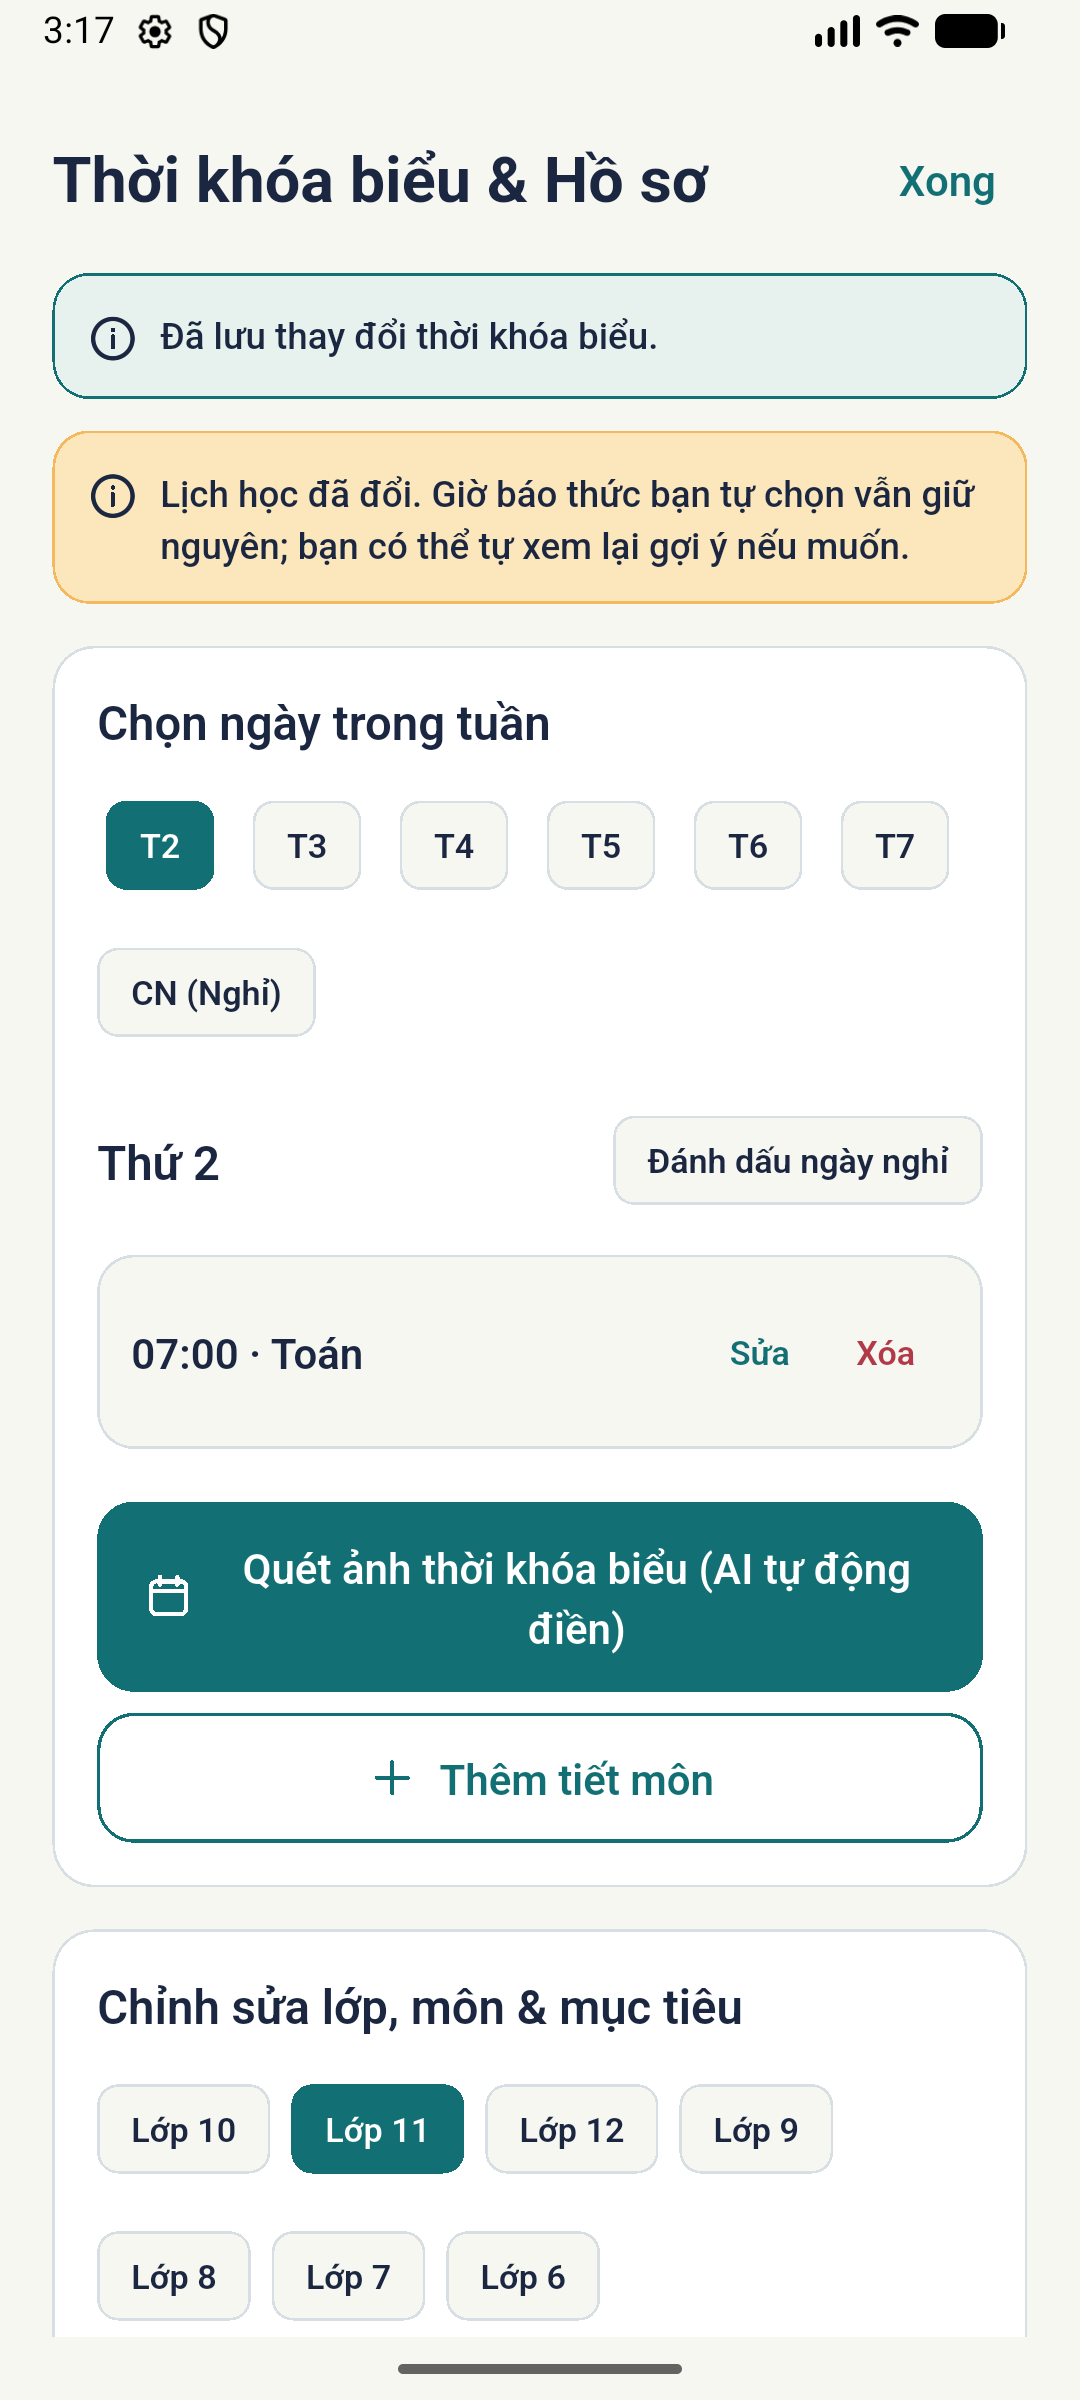 3:17
Thời khóa biểu & Hồ sơ
Xong
Đã lưu thay đổi thời khóa biểu.
Lịch học đã đổi. Giờ báo thức bạn tự chọn vẫn giữ
nguyên; bạn có thể tự xem lại gợi ý nếu muốn.
Chọn ngày trong tuần
T2 T3 T4 T5 T6 T7
CN (Nghỉ)
Thứ 2
Đánh dấu ngày nghỉ
07:00 · Toán
Sửa
Xóa
Quét ảnh thời khóa biểu (AI tự động
điền)
Thêm tiết môn
Chỉnh sửa lớp, môn & mục tiêu
Lớp 10 Lớp 11 Lớp 12 Lớp 9
Lớp 8 Lớp 7 Lớp 6